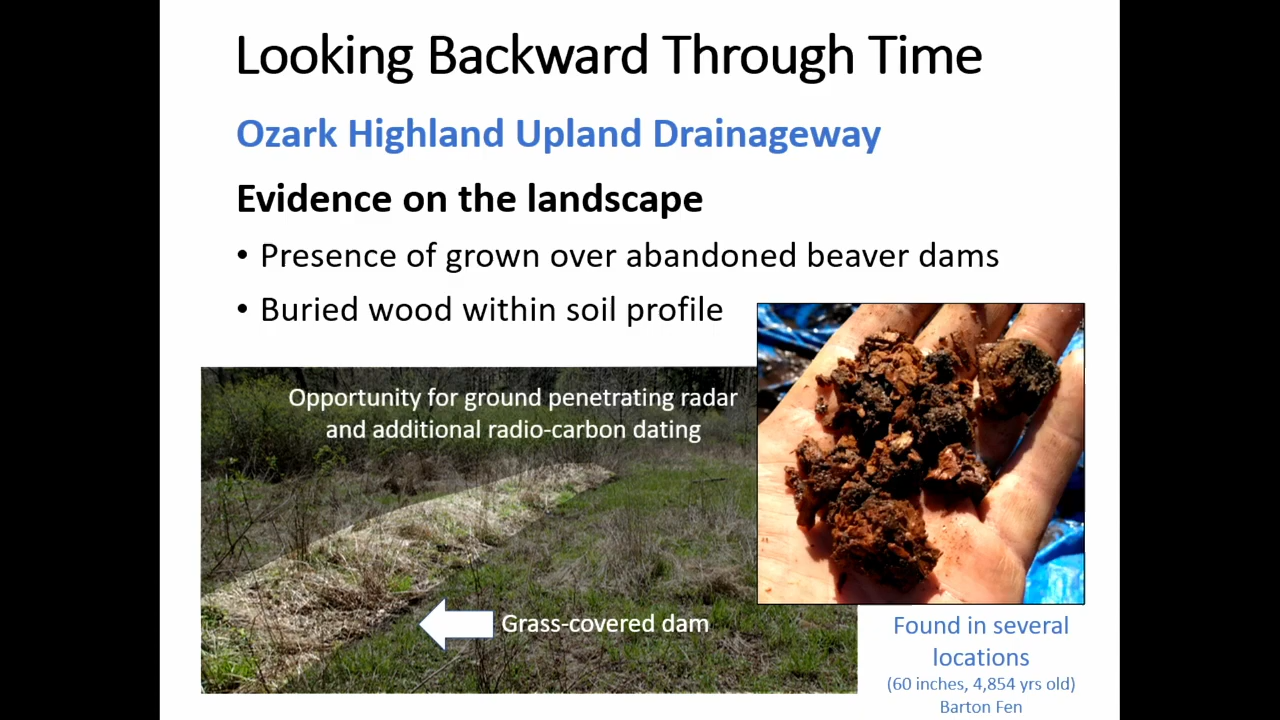 Looking Backward Through Time
Ozark Highland Upland Drainageway
Evidence on the landscape
• Presence of grown over abandoned beaver dams
• Buried wood within soil profile
Opportunity for ground penetrating radar
and additional radio-carbon dating
Grass-covered dam
Found in several
locations
(60 inches, 4,854 yrs old)
Barton Fen